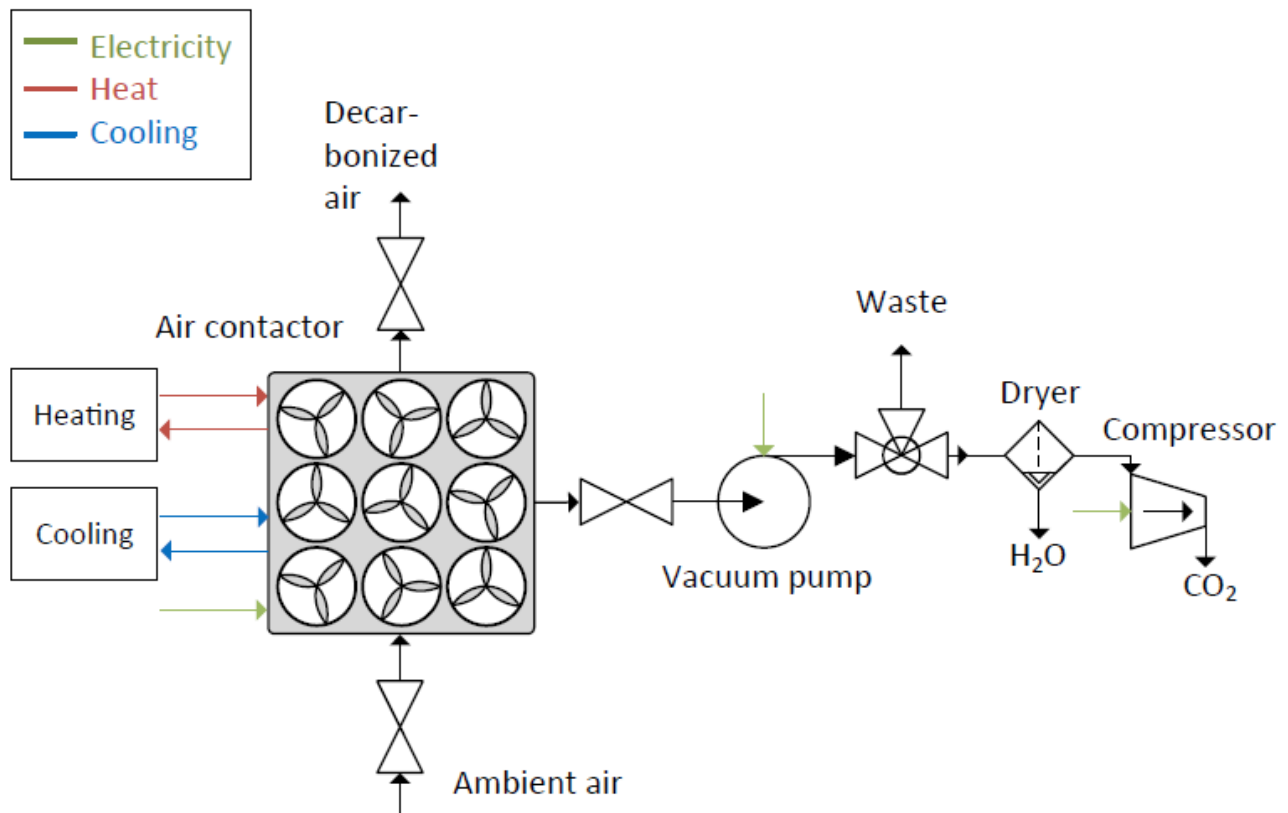 Electricity
Heat
Cooling
Decar-
bonized
air
Air contactor
Waste
Dryer
Compressor
Heating
Cooling
Vacuum pump
H₂O
CO₂
Ambient air